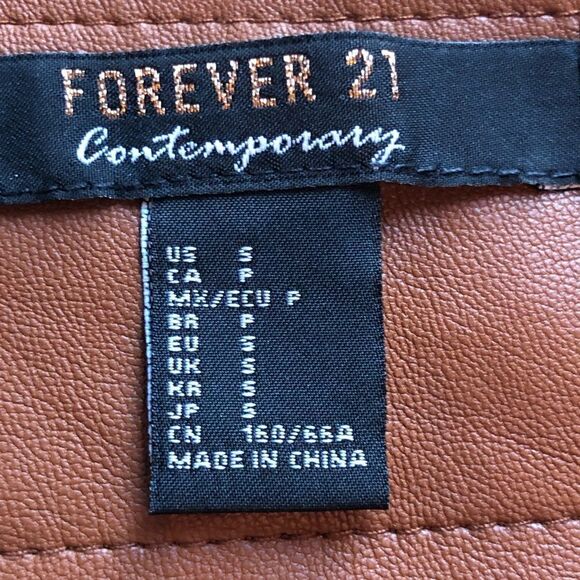 FOREVER 21
Contemporary
US S
CA P
MX/ECU P
BR P
EU S
UK S
KR S
JP S
CN 160/66A
MADE IN CHINA